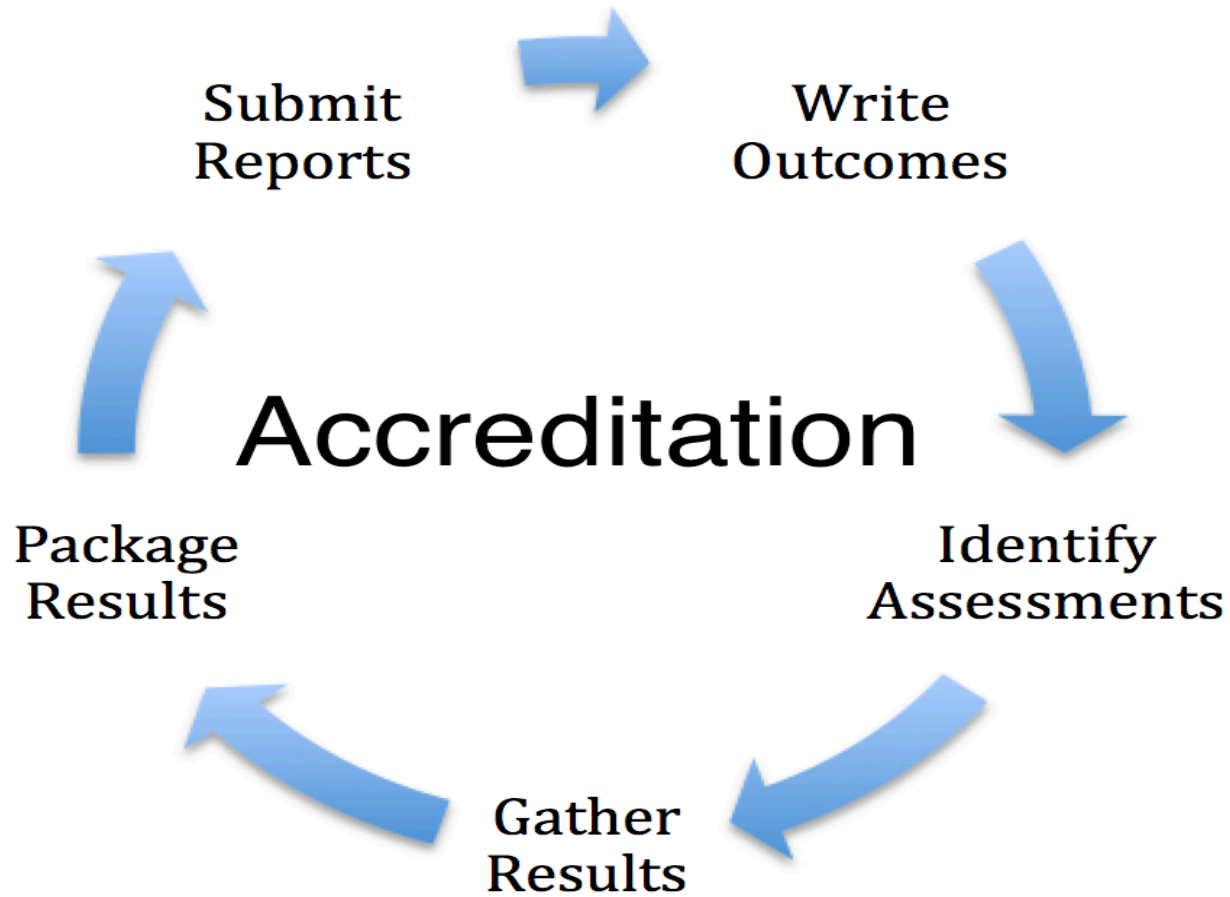 Submit
Reports
Write
Outcomes
Accreditation
Package
Results
Identify
Assessments
Gather
Results